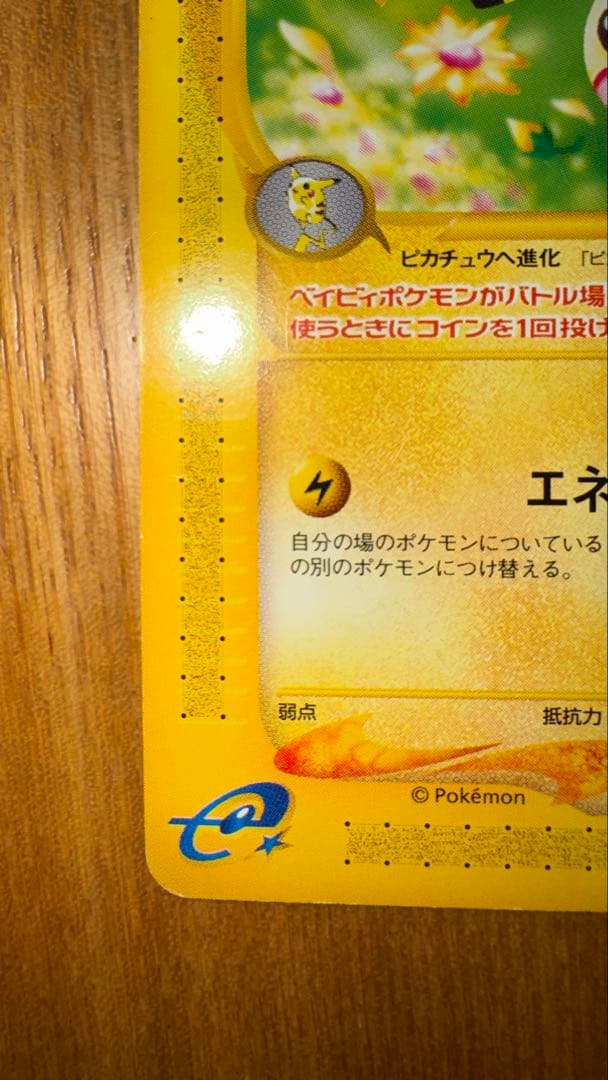 ピカチュウへ進化 「ピ
ベイビィポケモンがバトル場
使うときにコインを1回投げ
エネ
自分の場のポケモンについている
の別のポケモンにつけ替える。
弱点 抵抗力
© Pokémon
e